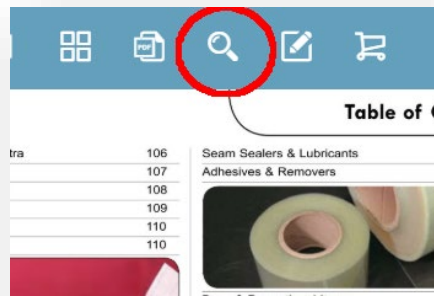 PDF
Table of
tra 106
107
108
109
110
110
Seam Sealers & Lubricants
Adhesives & Removers